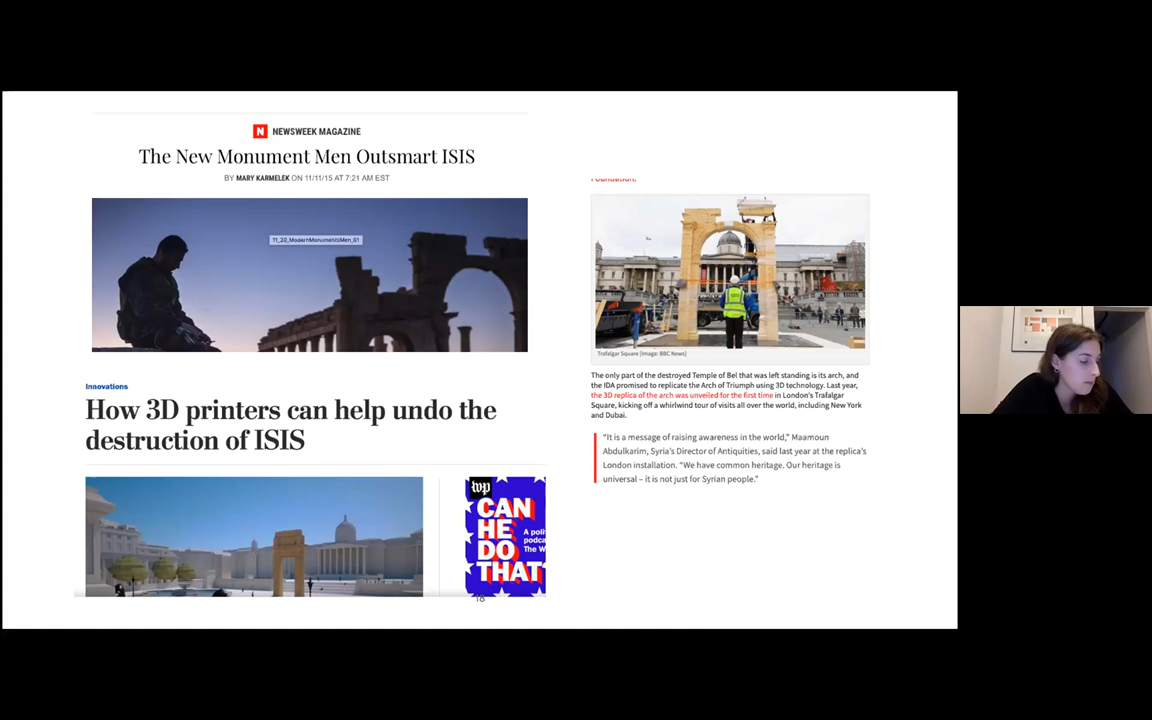 N NEWSWEEK MAGAZINE
The New Monument Men Outsmart ISIS
BY MARY KARMELEK ON 11/11/15 AT 7:21 AM EST
11_20_ModernMonumentsMen_01
Innovations
How 3D printers can help undo the
destruction of ISIS
wp
CAN
HE
DO
THAT?
A poli
podca
The W
18
Foundation.
Trafalgar Square [Image: BBC News]
The only part of the destroyed Temple of Bel that was left standing is its arch, and
the IDA promised to replicate the Arch of Triumph using 3D technology. Last year,
the 3D replica of the arch was unveiled for the first time in London's Trafalgar
Square, kicking off a whirlwind tour of visits all over the world, including New York
and Dubai.
"It is a message of raising awareness in the world," Maamoun
Abdulkarim, Syria's Director of Antiquities, said last year at the replica's
London installation. "We have common heritage. Our heritage is
universal – it is not just for Syrian people."